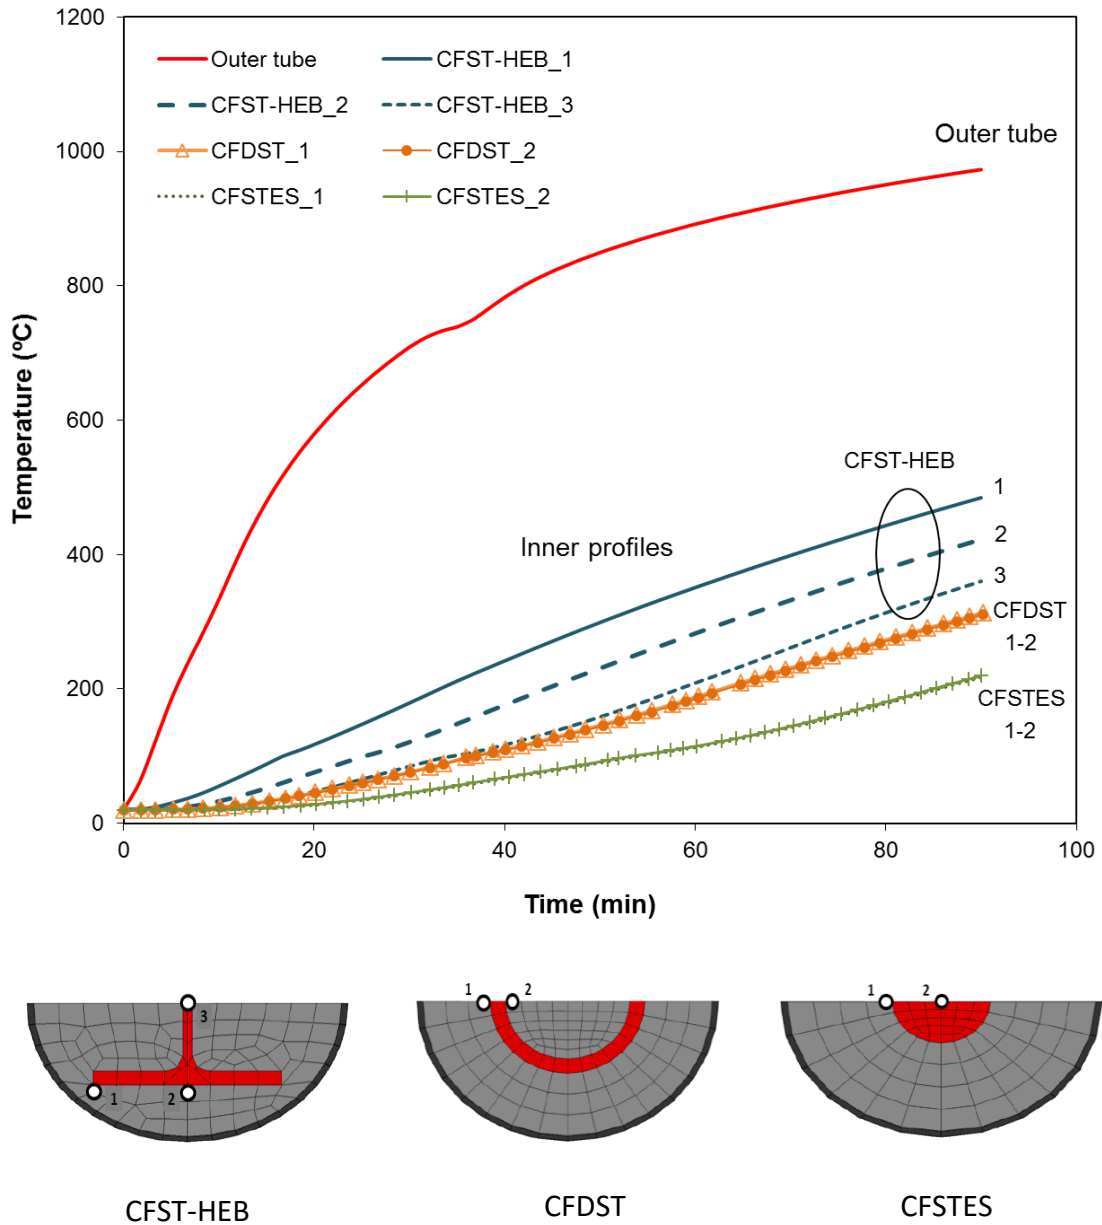 1200
1000
800
600
400
200
0
Temperature (ºC)
Outer tube
CFST-HEB_1
CFST-HEB_2
CFST-HEB_3
CFDST_1
CFDST_2
CFSTES_1
CFSTES_2
Outer tube
CFST-HEB
1
2
3
Inner profiles
CFDST
1-2
CFSTES
1-2
0
20
40
60
80
100
Time (min)
3
1
2
1
2
1
2
CFST-HEB
CFDST
CFSTES